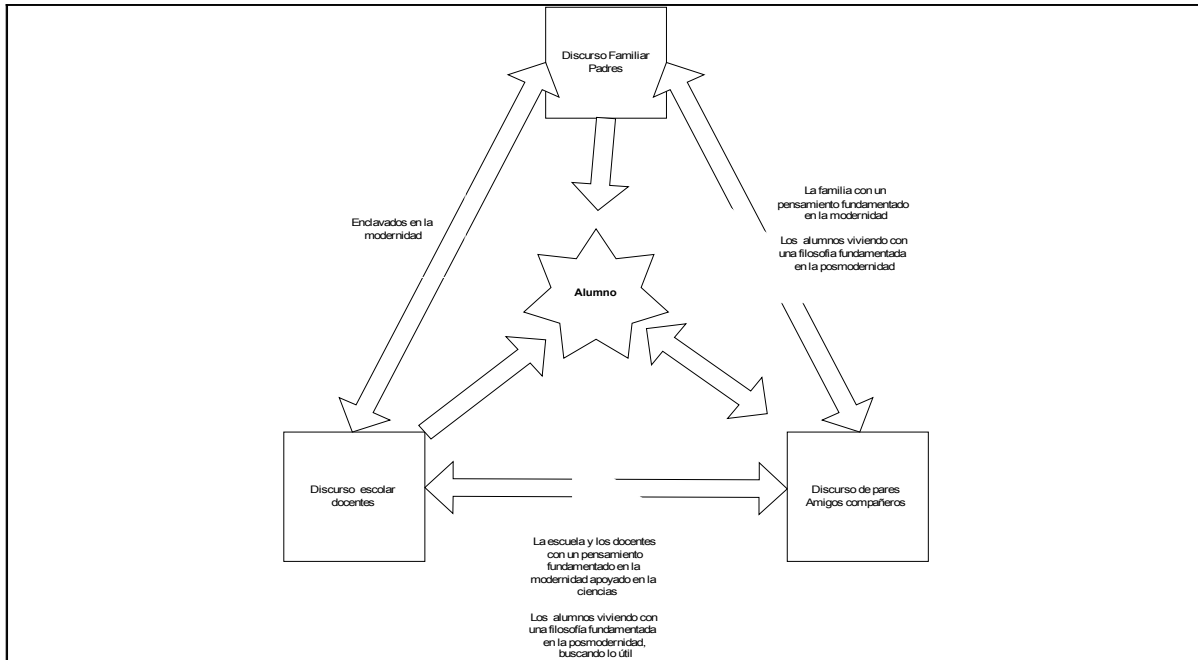 Discurso Familiar
Padres
Enclavados en la
modernidad
La familia con un
pensamiento fundamentado
en la modernidad
Los alumnos viviendo con
una filosofia fundamentada
en la posmodernidad
Alumno
Discurso escolar
docentes
Discurso de pares
Amigos compañeros
La escuela y los docentes
con un pensamiento
fundamentado en la
modernidad apoyado en la
ciencias
Los alumnos viviendo con
una filosofía fundamentada
en la posmodernidad,
buscando lo útil